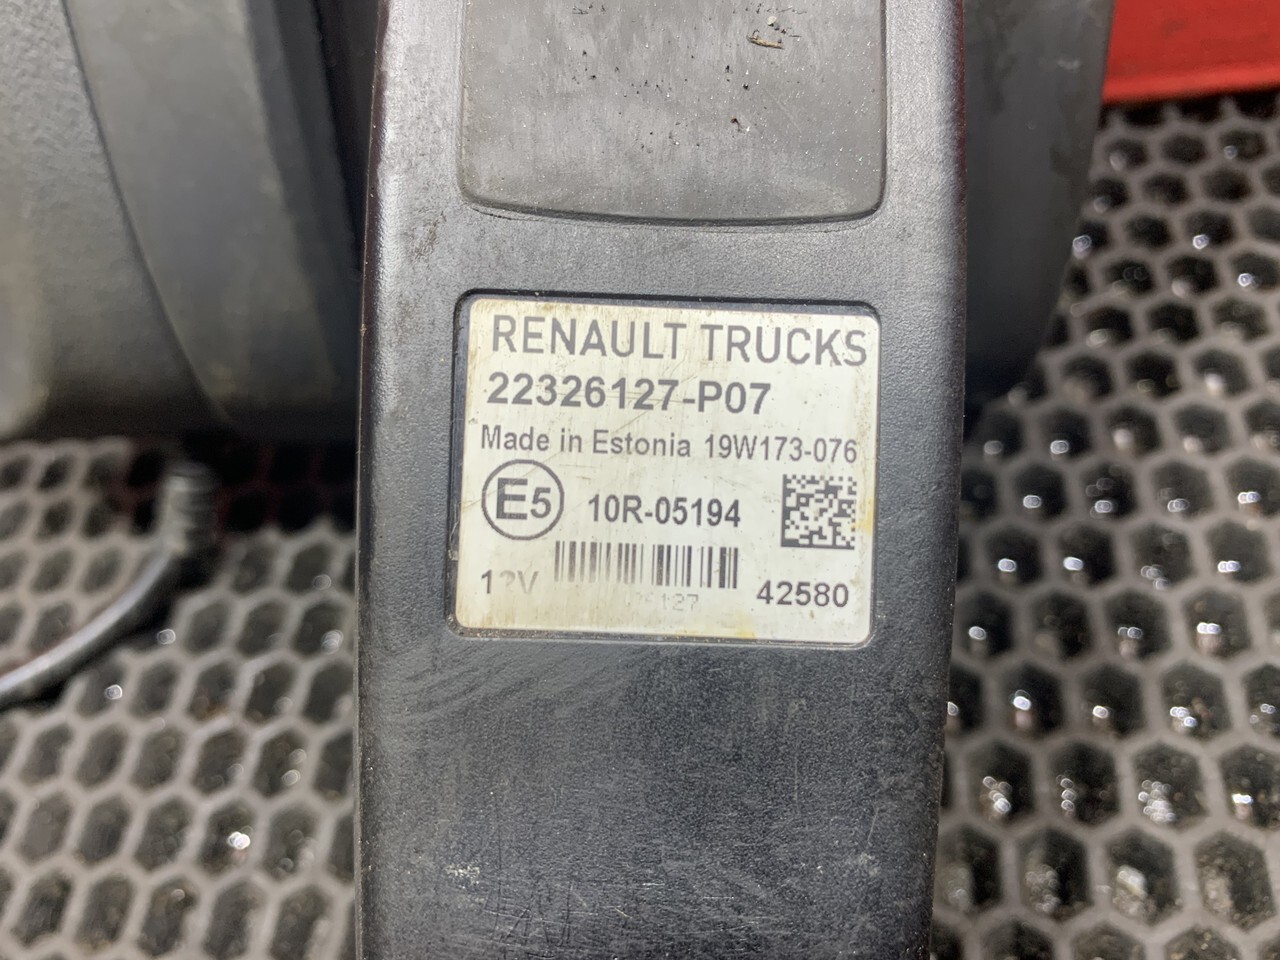 RENAULT TRUCKS
22326127-P07
Made in Estonia 19W173-076
E5 10R-05194
42580